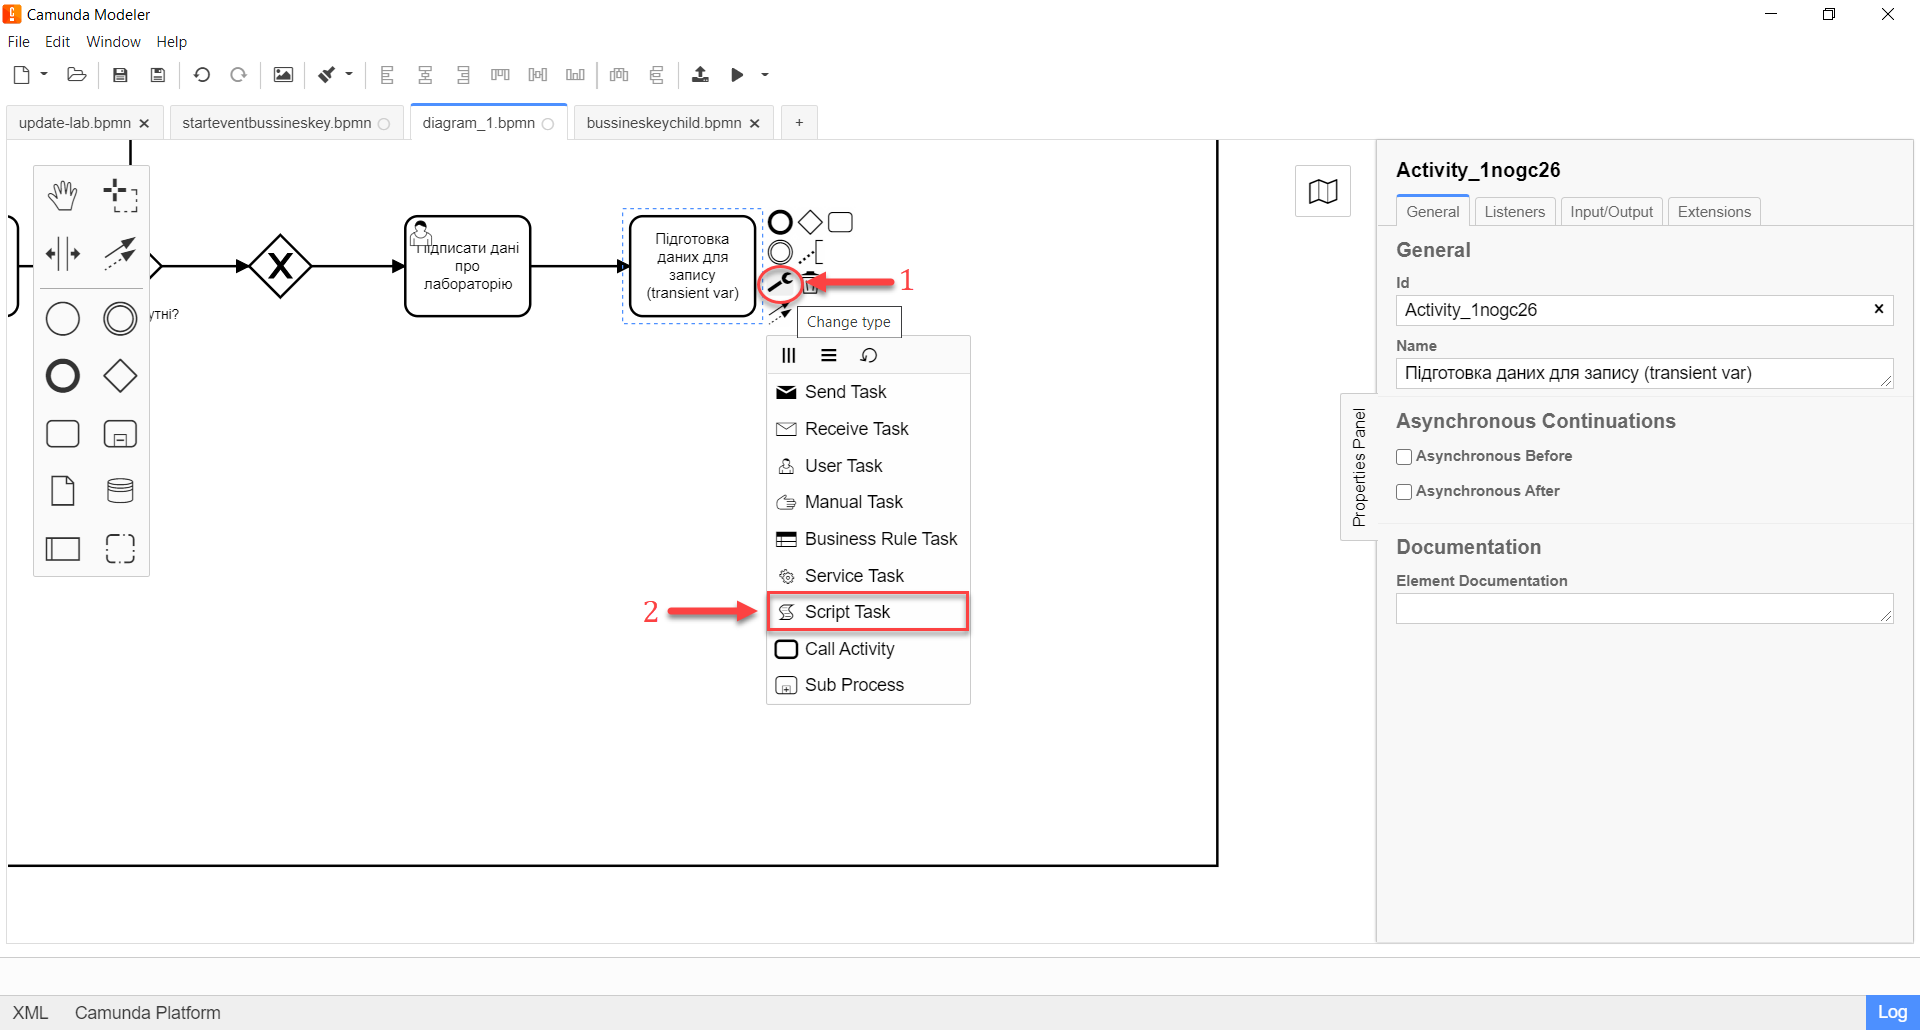 Camunda Modeler
File Edit Window Help
update-lab.bpmn
starteventbussineskey.bpmn
diagram_1.bpmn
bussineskeychild.bpmn
+
утні?
Підписати дані
про
лабораторію
Підготовка
даних для
запису
(transient var)
1
Change type
Send Task
Receive Task
User Task
Manual Task
Business Rule Task
Service Task
2
Script Task
Call Activity
Sub Process
Properties Panel
Activity_1nogc26
General Listeners Input/Output Extensions
General
Id
Activity_1nogc26
Name
Підготовка даних для запису (transient var)
Asynchronous Continuations
Asynchronous Before
Asynchronous After
Documentation
Element Documentation
XML Camunda Platform
Log